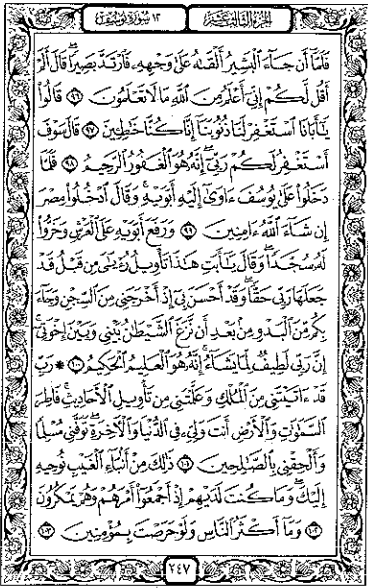 الجزء الثالث عشر ١٣ سورة يوسف
فَلَمَّآ أَن جَآءَ ٱلْبَشِيرُ أَلْقَىٰهُ عَلَىٰ وَجْهِهِۦ فَٱرْتَدَّ بَصِيرًا ۖ قَالَ أَلَمْ
أَقُل لَّكُمْ إِنِّىٓ أَعْلَمُ مِنَ ٱللَّهِ مَا لَا تَعْلَمُونَ ٩٦ قَالُوا۟
يَـٰٓأَبَانَا ٱسْتَغْفِرْ لَنَا ذُنُوبَنَآ إِنَّا كُنَّا خَـٰطِـِٔينَ ٩٧ قَالَ سَوْفَ
أَسْتَغْفِرُ لَكُمْ رَبِّىٓ ۖ إِنَّهُۥ هُوَ ٱلْغَفُورُ ٱلرَّحِيمُ ٩٨ فَلَمَّا
دَخَلُوا۟ عَلَىٰ يُوسُفَ ءَاوَىٰٓ إِلَيْهِ أَبَوَيْهِ وَقَالَ ٱدْخُلُوا۟ مِصْرَ
إِن شَآءَ ٱللَّهُ ءَامِنِينَ ٩٩ وَرَفَعَ أَبَوَيْهِ عَلَى ٱلْعَرْشِ وَخَرُّوا۟
لَهُۥ سُجَّدًا ۖ وَقَالَ يَـٰٓأَبَتِ هَـٰذَا تَأْوِيلُ رُءْيَـٰىَ مِن قَبْلُ قَدْ
جَعَلَهَا رَبِّى حَقًّا ۖ وَقَدْ أَحْسَنَ بِىٓ إِذْ أَخْرَجَنِى مِنَ ٱلسِّجْنِ وَجَآءَ
بِكُم مِّنَ ٱلْبَدْوِ مِنۢ بَعْدِ أَن نَّزَغَ ٱلشَّيْطَـٰنُ بَيْنِى وَبَيْنَ إِخْوَتِىٓ ۚ
إِنَّ رَبِّى لَطِيفٌ لِّمَا يَشَآءُ ۚ إِنَّهُۥ هُوَ ٱلْعَلِيمُ ٱلْحَكِيمُ ١٠٠ * رَبِّ
قَدْ ءَاتَيْتَنِى مِنَ ٱلْمُلْكِ وَعَلَّمْتَنِى مِن تَأْوِيلِ ٱلْأَحَادِيثِ ۚ فَاطِرَ
ٱلسَّمَـٰوَٰتِ وَٱلْأَرْضِ أَنتَ وَلِىِّۦ فِى ٱلدُّنْيَا وَٱلْـَٔاخِرَةِ ۖ تَوَفَّنِى مُسْلِمًا
وَأَلْحِقْنِى بِٱلصَّـٰلِحِينَ ١٠١ ذَٰلِكَ مِنْ أَنۢبَآءِ ٱلْغَيْبِ نُوحِيهِ
إِلَيْكَ ۖ وَمَا كُنتَ لَدَيْهِمْ إِذْ أَجْمَعُوٓا۟ أَمْرَهُمْ وَهُمْ يَمْكُرُونَ
١٠٢ وَمَآ أَكْثَرُ ٱلنَّاسِ وَلَوْ حَرَصْتَ بِمُؤْمِنِينَ ١٠٣
٢٤٧